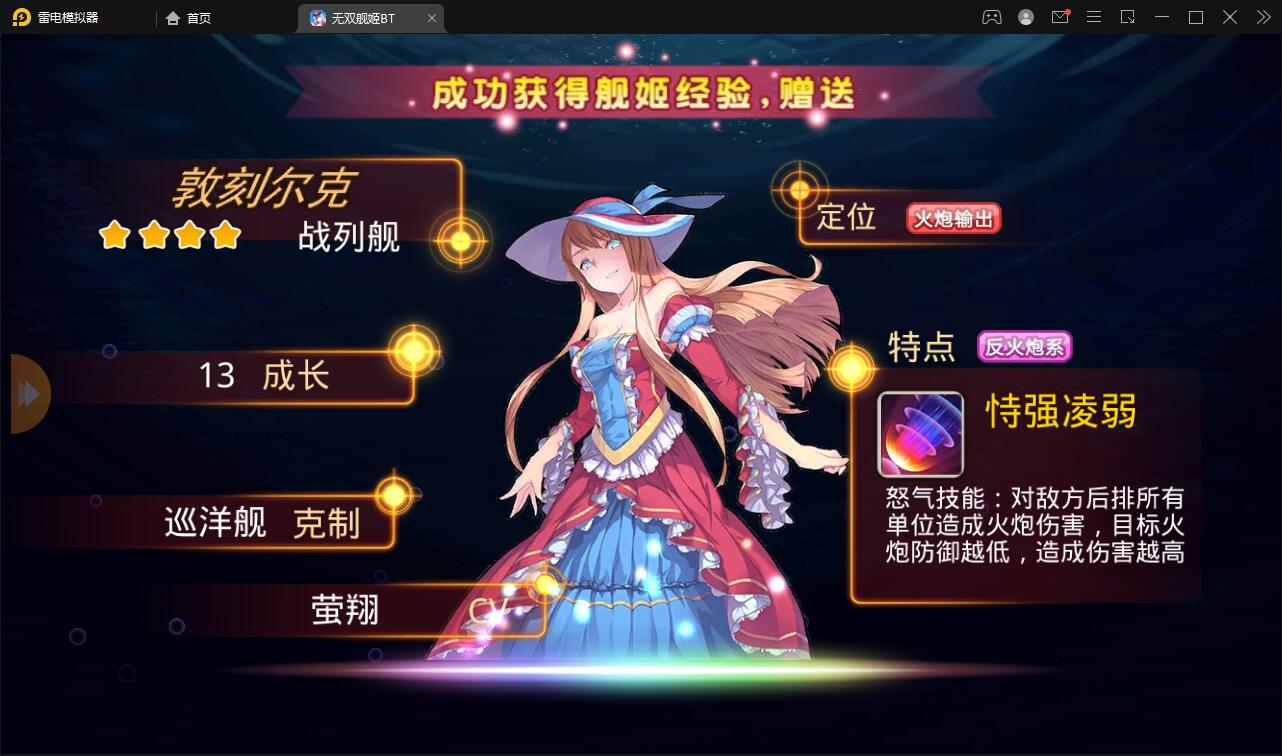 雷电模拟器
首页
无双舰姬BT
成功获得舰姬经验,赠送
敦刻尔克
战列舰
定位
火炮输出
13 成长
特点
反火炮系
恃强凌弱
怒气技能：对敌方后排所有
单位造成火炮伤害，目标火
炮防御越低，造成伤害越高
巡洋舰 克制
萤翔 CV